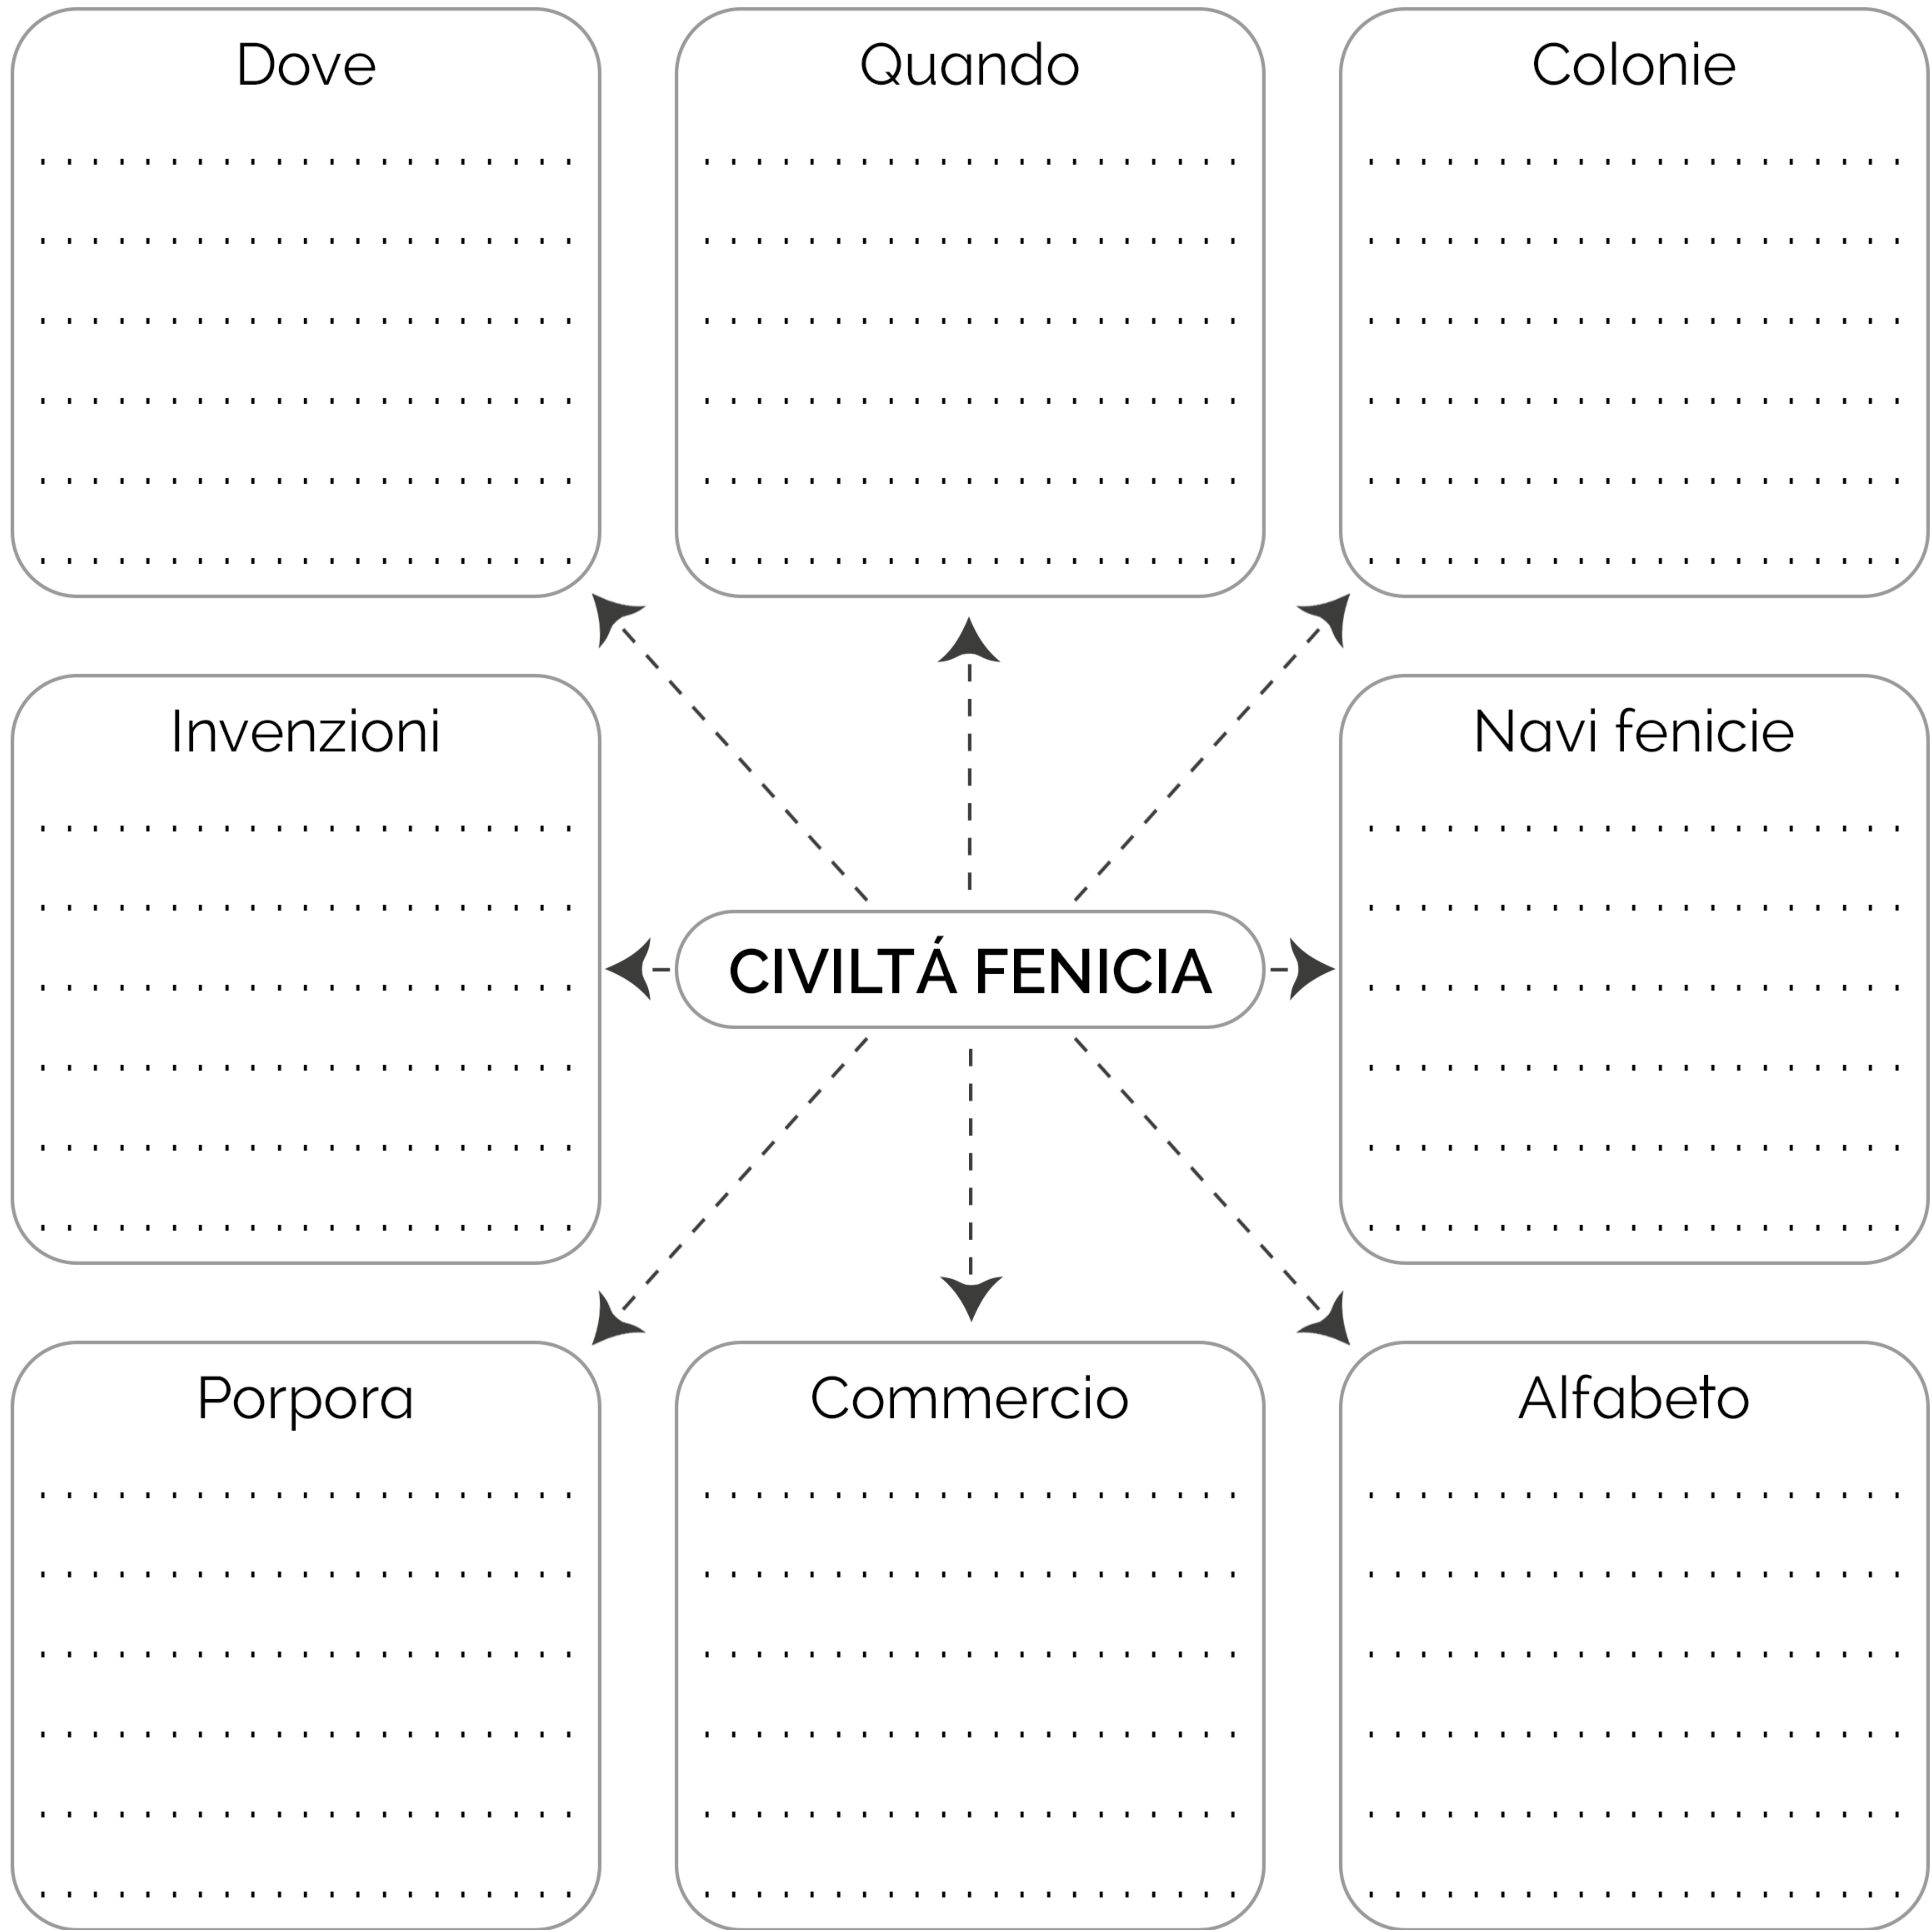 Dove
Quando
Colonie
Invenzioni
Navi fenicie
CIVILTÁ FENICIA
Porpora
Commercio
Alfabeto